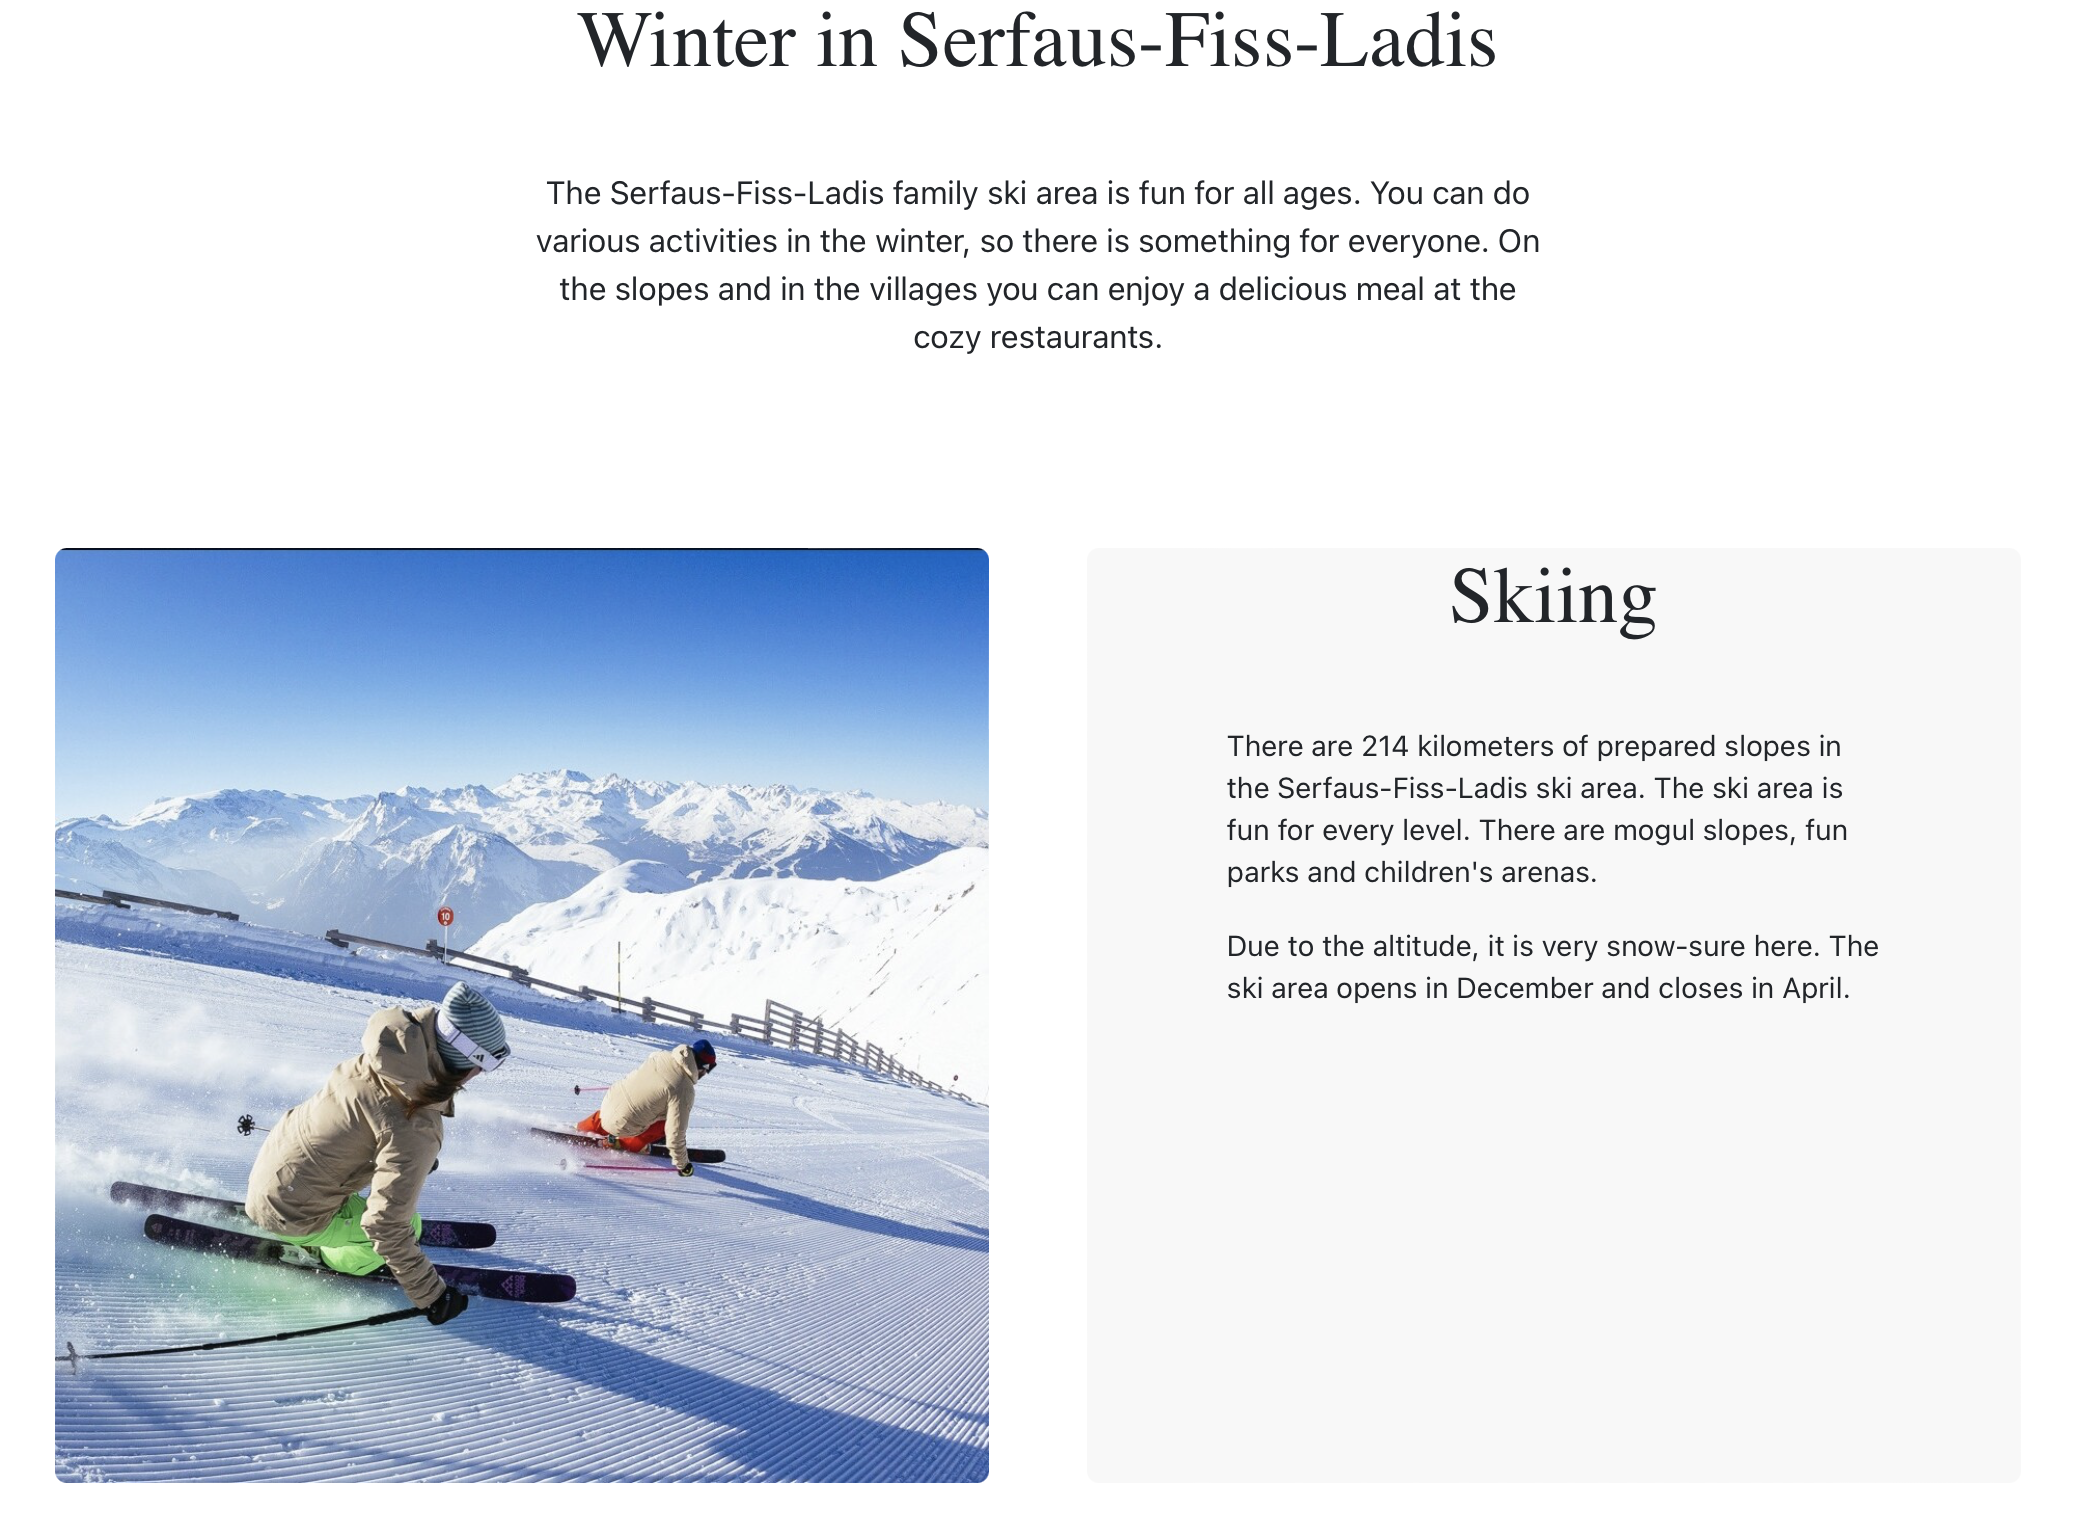 Winter in Serfaus-Fiss-Ladis
The Serfaus-Fiss-Ladis family ski area is fun for all ages. You can do
various activities in the winter, so there is something for everyone. On
the slopes and in the villages you can enjoy a delicious meal at the
cozy restaurants.
10
Skiing
There are 214 kilometers of prepared slopes in
the Serfaus-Fiss-Ladis ski area. The ski area is
fun for every level. There are mogul slopes, fun
parks and children's arenas.
Due to the altitude, it is very snow-sure here. The
ski area opens in December and closes in April.